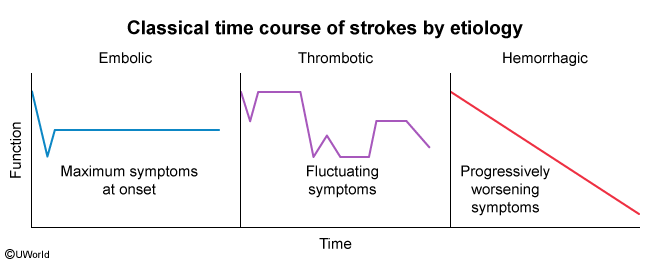 Classical time course of strokes by etiology
Embolic
Thrombotic
Hemorrhagic
Function
Maximum symptoms
at onset
Fluctuating
symptoms
Progressively
worsening
symptoms
Time
©UWorld